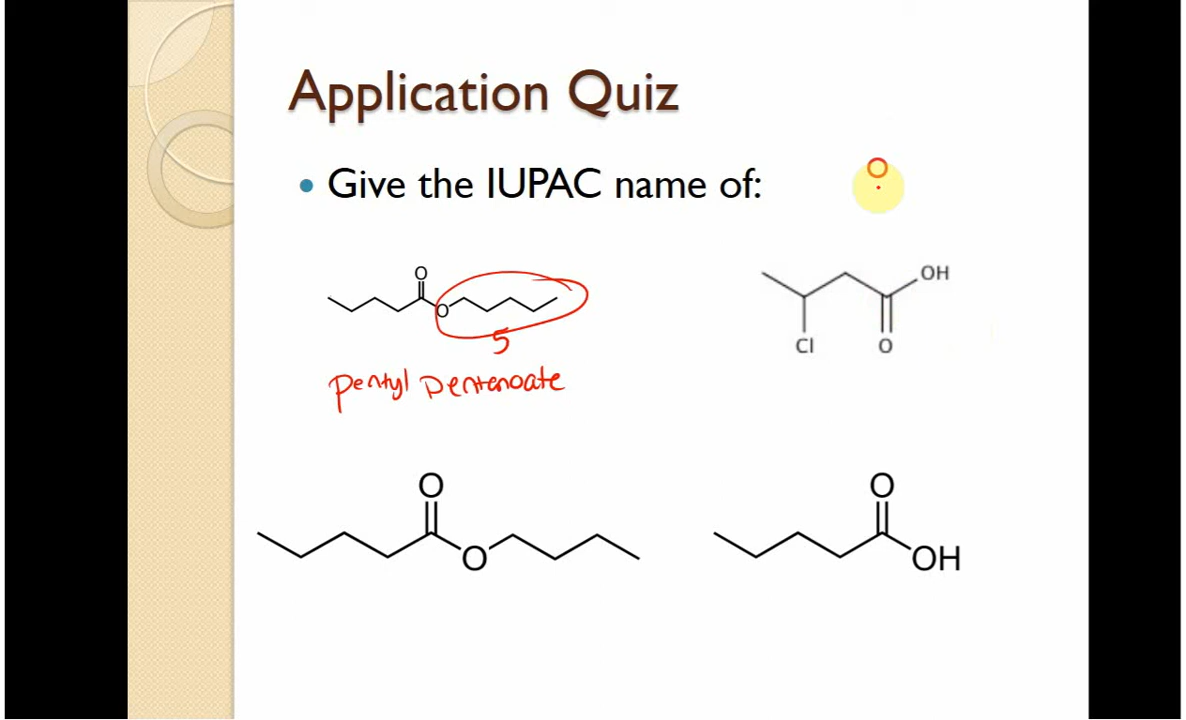 Application Quiz
• Give the IUPAC name of:
O
O
O
5
pentyl pentenoate
OH
Cl
O
O
O
O
OH